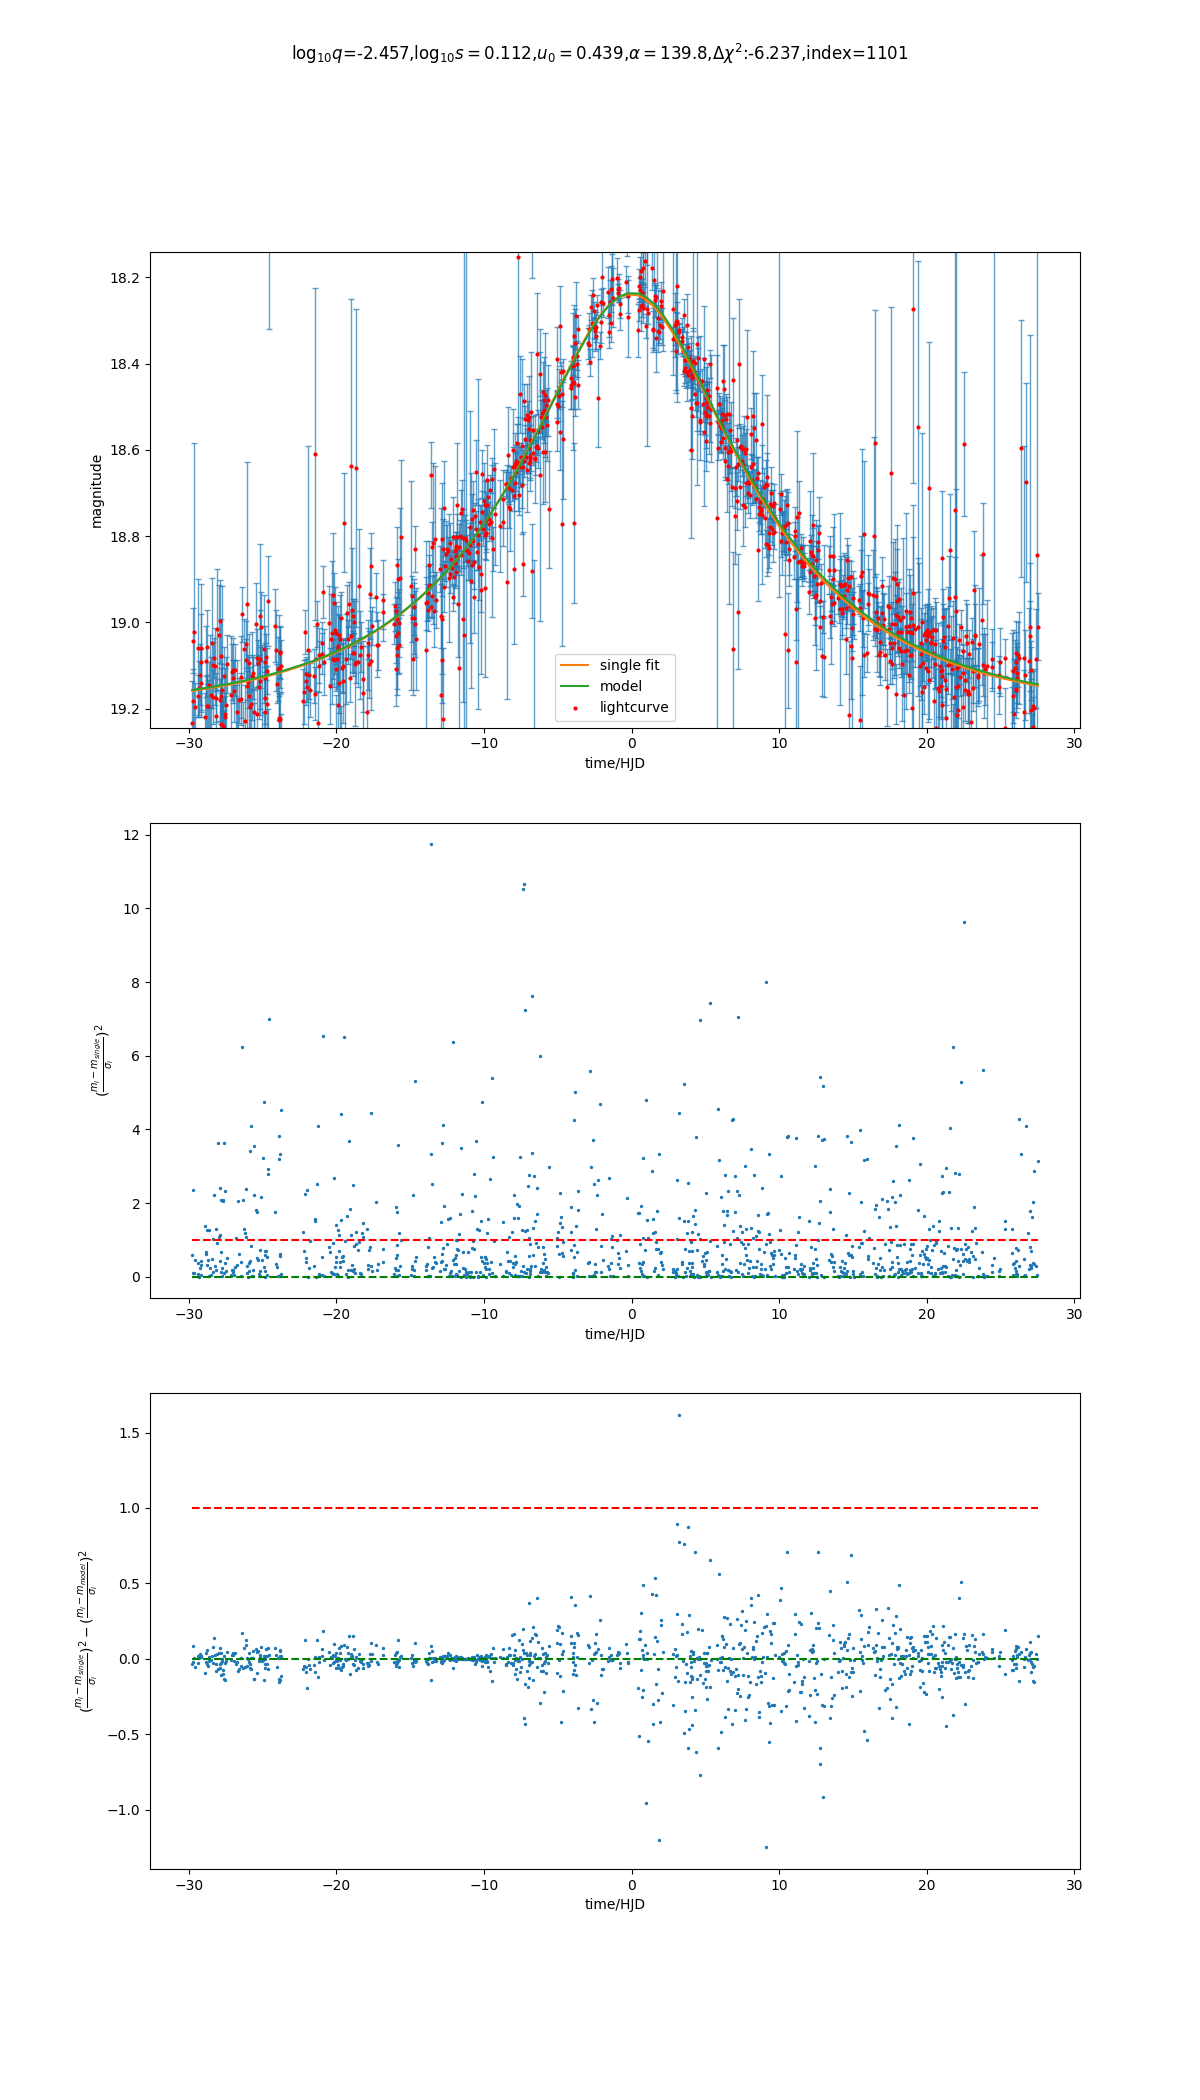 log₁₀q=-2.457,log₁₀s = 0.112,u₀ = 0.439,α = 139.8,Δχ²:-6.237,index=1101
18.2
18.4
18.6
18.8
19.0
19.2
magnitude
single fit
model
lightcurve
−30 −20 −10 0 10 20 30
time/HJD
12
10
8
6
4
2
0
((mᵢ − m_single)/σᵢ)²
−30 −20 −10 0 10 20 30
time/HJD
1.5
1.0
0.5
0.0
−0.5
−1.0
((mᵢ − m_single)/σᵢ)² − ((mᵢ − m_model)/σᵢ)²
−30 −20 −10 0 10 20 30
time/HJD